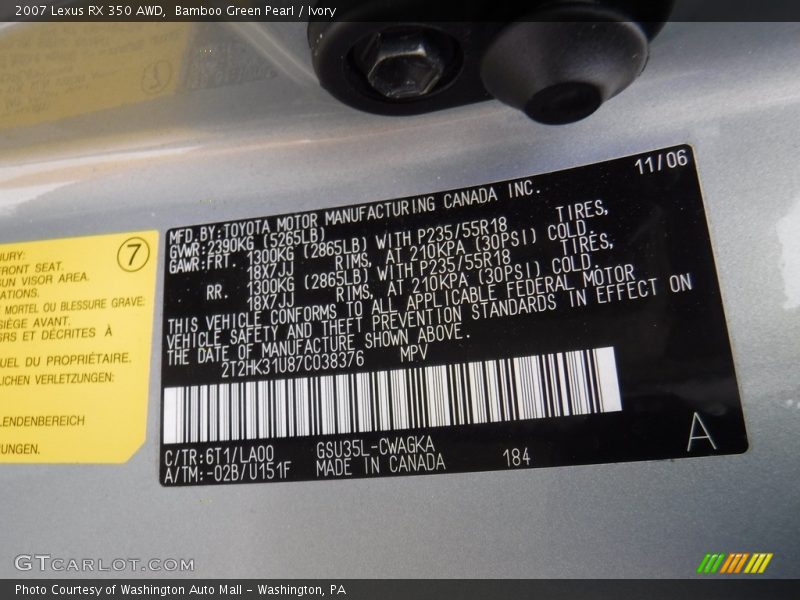 2007 Lexus RX 350 AWD, Bamboo Green Pearl / Ivory
11/06
MFD.BY:TOYOTA MOTOR MANUFACTURING CANADA INC.
GVWR:2390KG (5265LB)
GAWR:FRT. 1300KG (2865LB) WITH P235/55R18 TIRES,
18X7JJ RIMS, AT 210KPA (30PSI) COLD.
RR. 1300KG (2865LB) WITH P235/55R18 TIRES,
18X7JJ RIMS, AT 210KPA (30PSI) COLD.
THIS VEHICLE CONFORMS TO ALL APPLICABLE FEDERAL MOTOR
VEHICLE SAFETY AND THEFT PREVENTION STANDARDS IN EFFECT ON
THE DATE OF MANUFACTURE SHOWN ABOVE.
2T2HK31U87C038376 MPV
C/TR:6T1/LA00 GSU35L-CWAGKA
A/TM:-02B/U151F MADE IN CANADA 184
A
7
JURY:
FRONT SEAT.
SUN VISOR AREA.
ATIONS.
MORTEL OU BLESSURE GRAVE:
SIÈGE AVANT.
RS ET DÉCRITES À
UEL DU PROPRIÉTAIRE.
LICHEN VERLETZUNGEN:
LENDENBEREICH
UNGEN.
GTCARLOT.COM
Photo Courtesy of Washington Auto Mall - Washington, PA